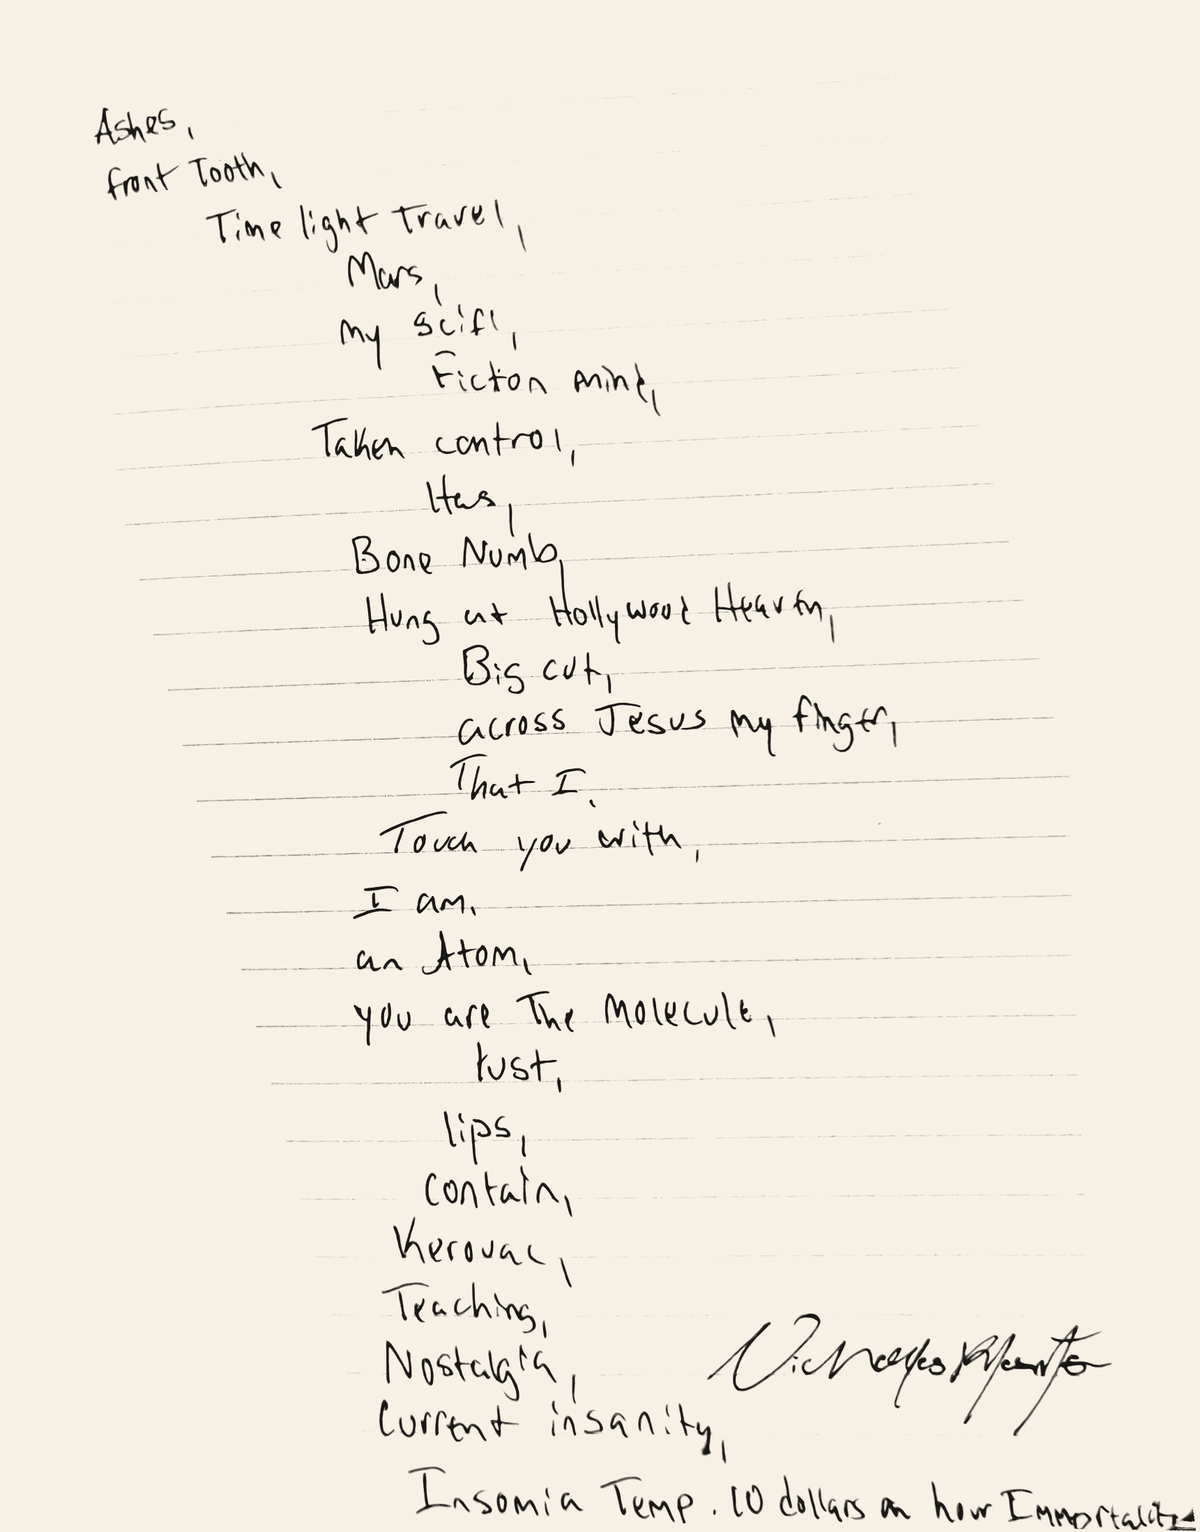 Ashes,
front Tooth,
Time light Travel,
Mars,
my scifi,
Ficton mind,
Taken control,
Has,
Bone Numb,
Hung at Hollywood Heaven,
Big cut,
across Jesus my finger,
That I,
Touch you with,
I am,
an Atom,
you are The Molecule,
lust,
lips,
contain,
Kerouac,
Teaching,
Nostalgia,
Current insanity,
Insomia Temp. 10 dollars an hour Immortality